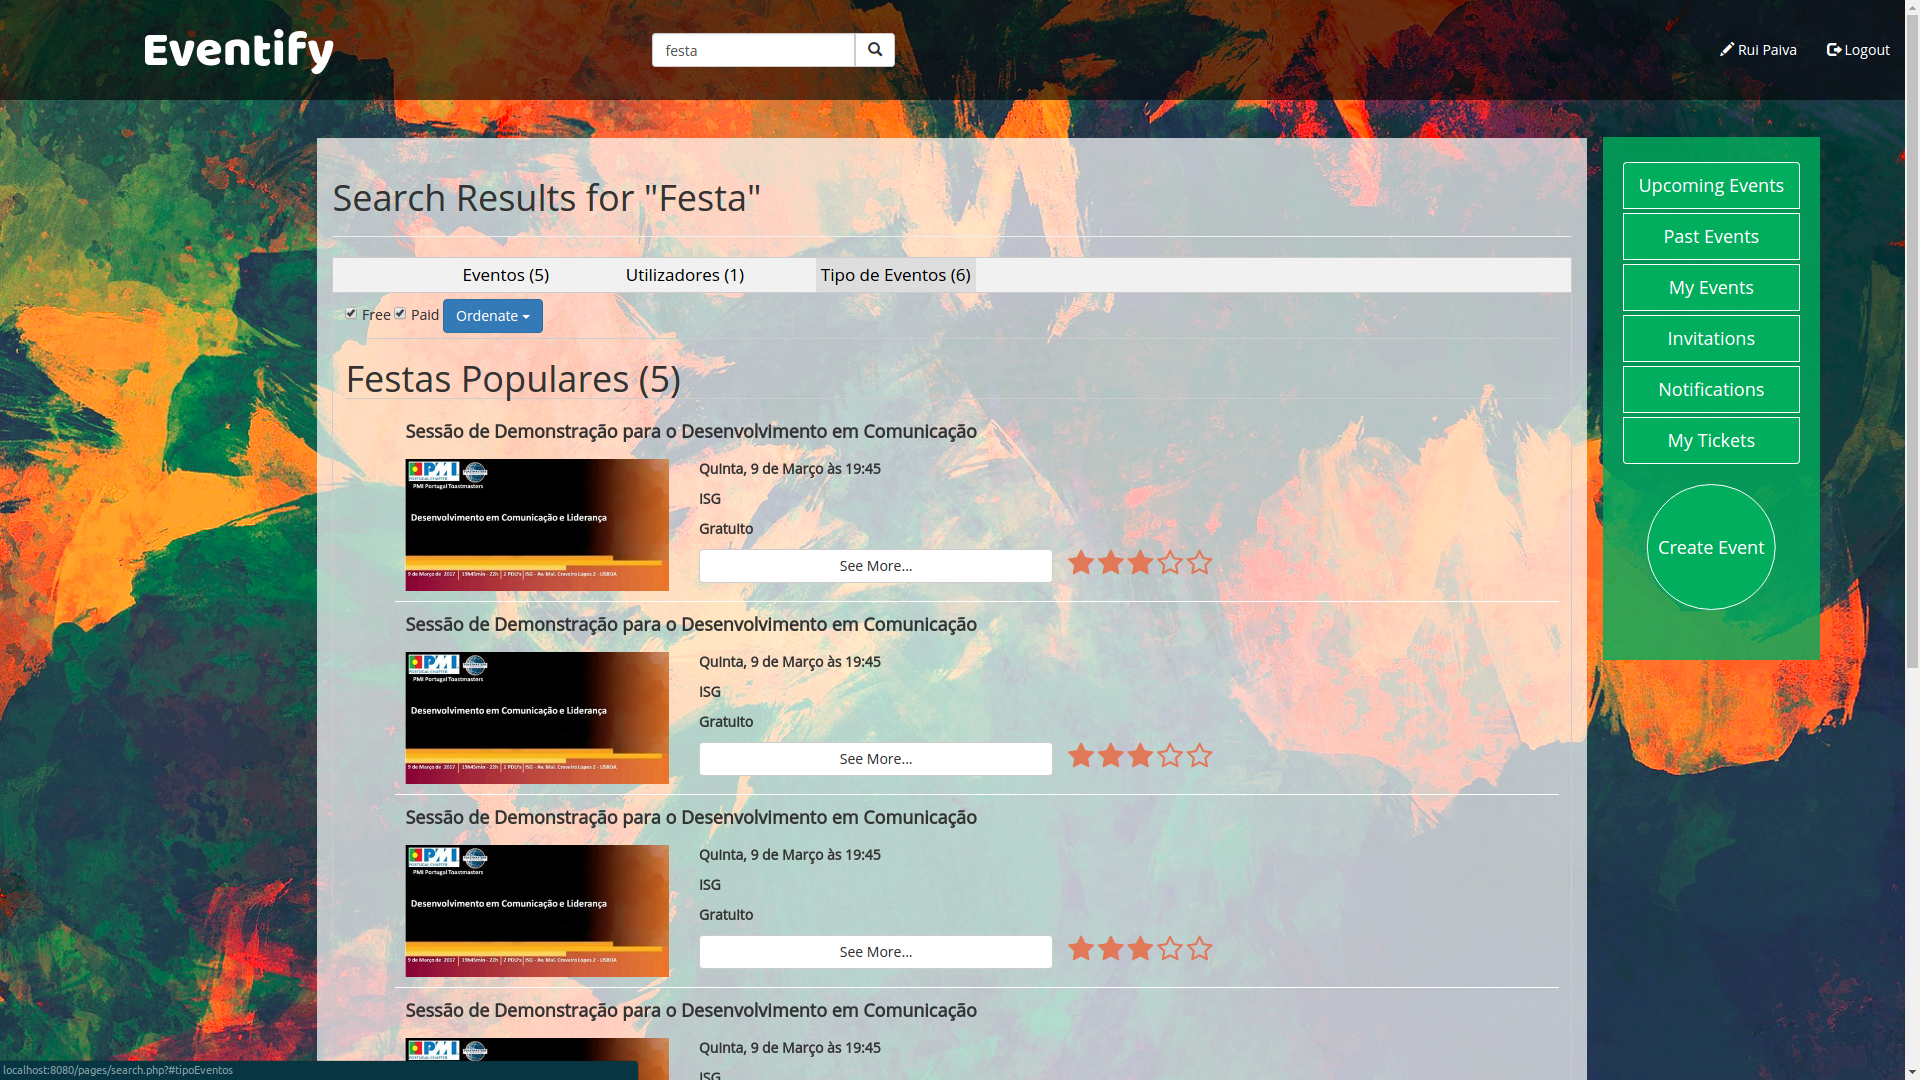 Eventify
festa
Rui Paiva
Logout
Search Results for "Festa"
Eventos (5)
Utilizadores (1)
Tipo de Eventos (6)
Free
Paid
Ordenate
Festas Populares (5)
Sessão de Demonstração para o Desenvolvimento em Comunicação
PMI
PMI Portugal Toastmasters
Desenvolvimento em Comunicação e Liderança
9 de Março de 2017 | 19h45min - 22h | 2 PDU's | ISG - Av. Mal. Craveiro Lopes 2 - LISBOA
Quinta, 9 de Março às 19:45
ISG
Gratuito
See More...
Sessão de Demonstração para o Desenvolvimento em Comunicação
PMI
PMI Portugal Toastmasters
Desenvolvimento em Comunicação e Liderança
9 de Março de 2017 | 19h45min - 22h | 2 PDU's | ISG - Av. Mal. Craveiro Lopes 2 - LISBOA
Quinta, 9 de Março às 19:45
ISG
Gratuito
See More...
Sessão de Demonstração para o Desenvolvimento em Comunicação
PMI
PMI Portugal Toastmasters
Desenvolvimento em Comunicação e Liderança
9 de Março de 2017 | 19h45min - 22h | 2 PDU's | ISG - Av. Mal. Craveiro Lopes 2 - LISBOA
Quinta, 9 de Março às 19:45
ISG
Gratuito
See More...
Sessão de Demonstração para o Desenvolvimento em Comunicação
PMI
Quinta, 9 de Março às 19:45
ISG
Upcoming Events
Past Events
My Events
Invitations
Notifications
My Tickets
Create Event
localhost:8080/pages/search.php?#tipoEventos